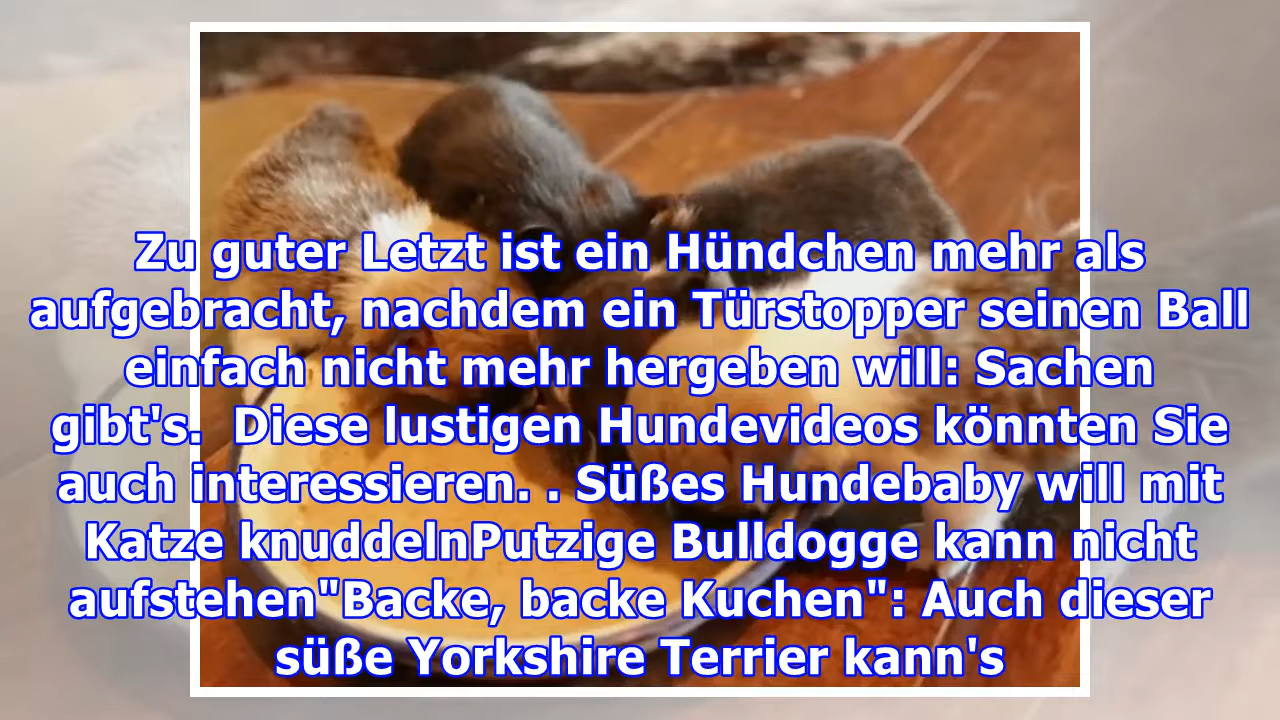 Zu guter Letzt ist ein Hündchen mehr als
aufgebracht, nachdem ein Türstopper seinen Ball
einfach nicht mehr hergeben will: Sachen
gibt's.  Diese lustigen Hundevideos könnten Sie
auch interessieren. . Süßes Hundebaby will mit
Katze knuddelnPutzige Bulldogge kann nicht
aufstehen"Backe, backe Kuchen": Auch dieser
süße Yorkshire Terrier kann's